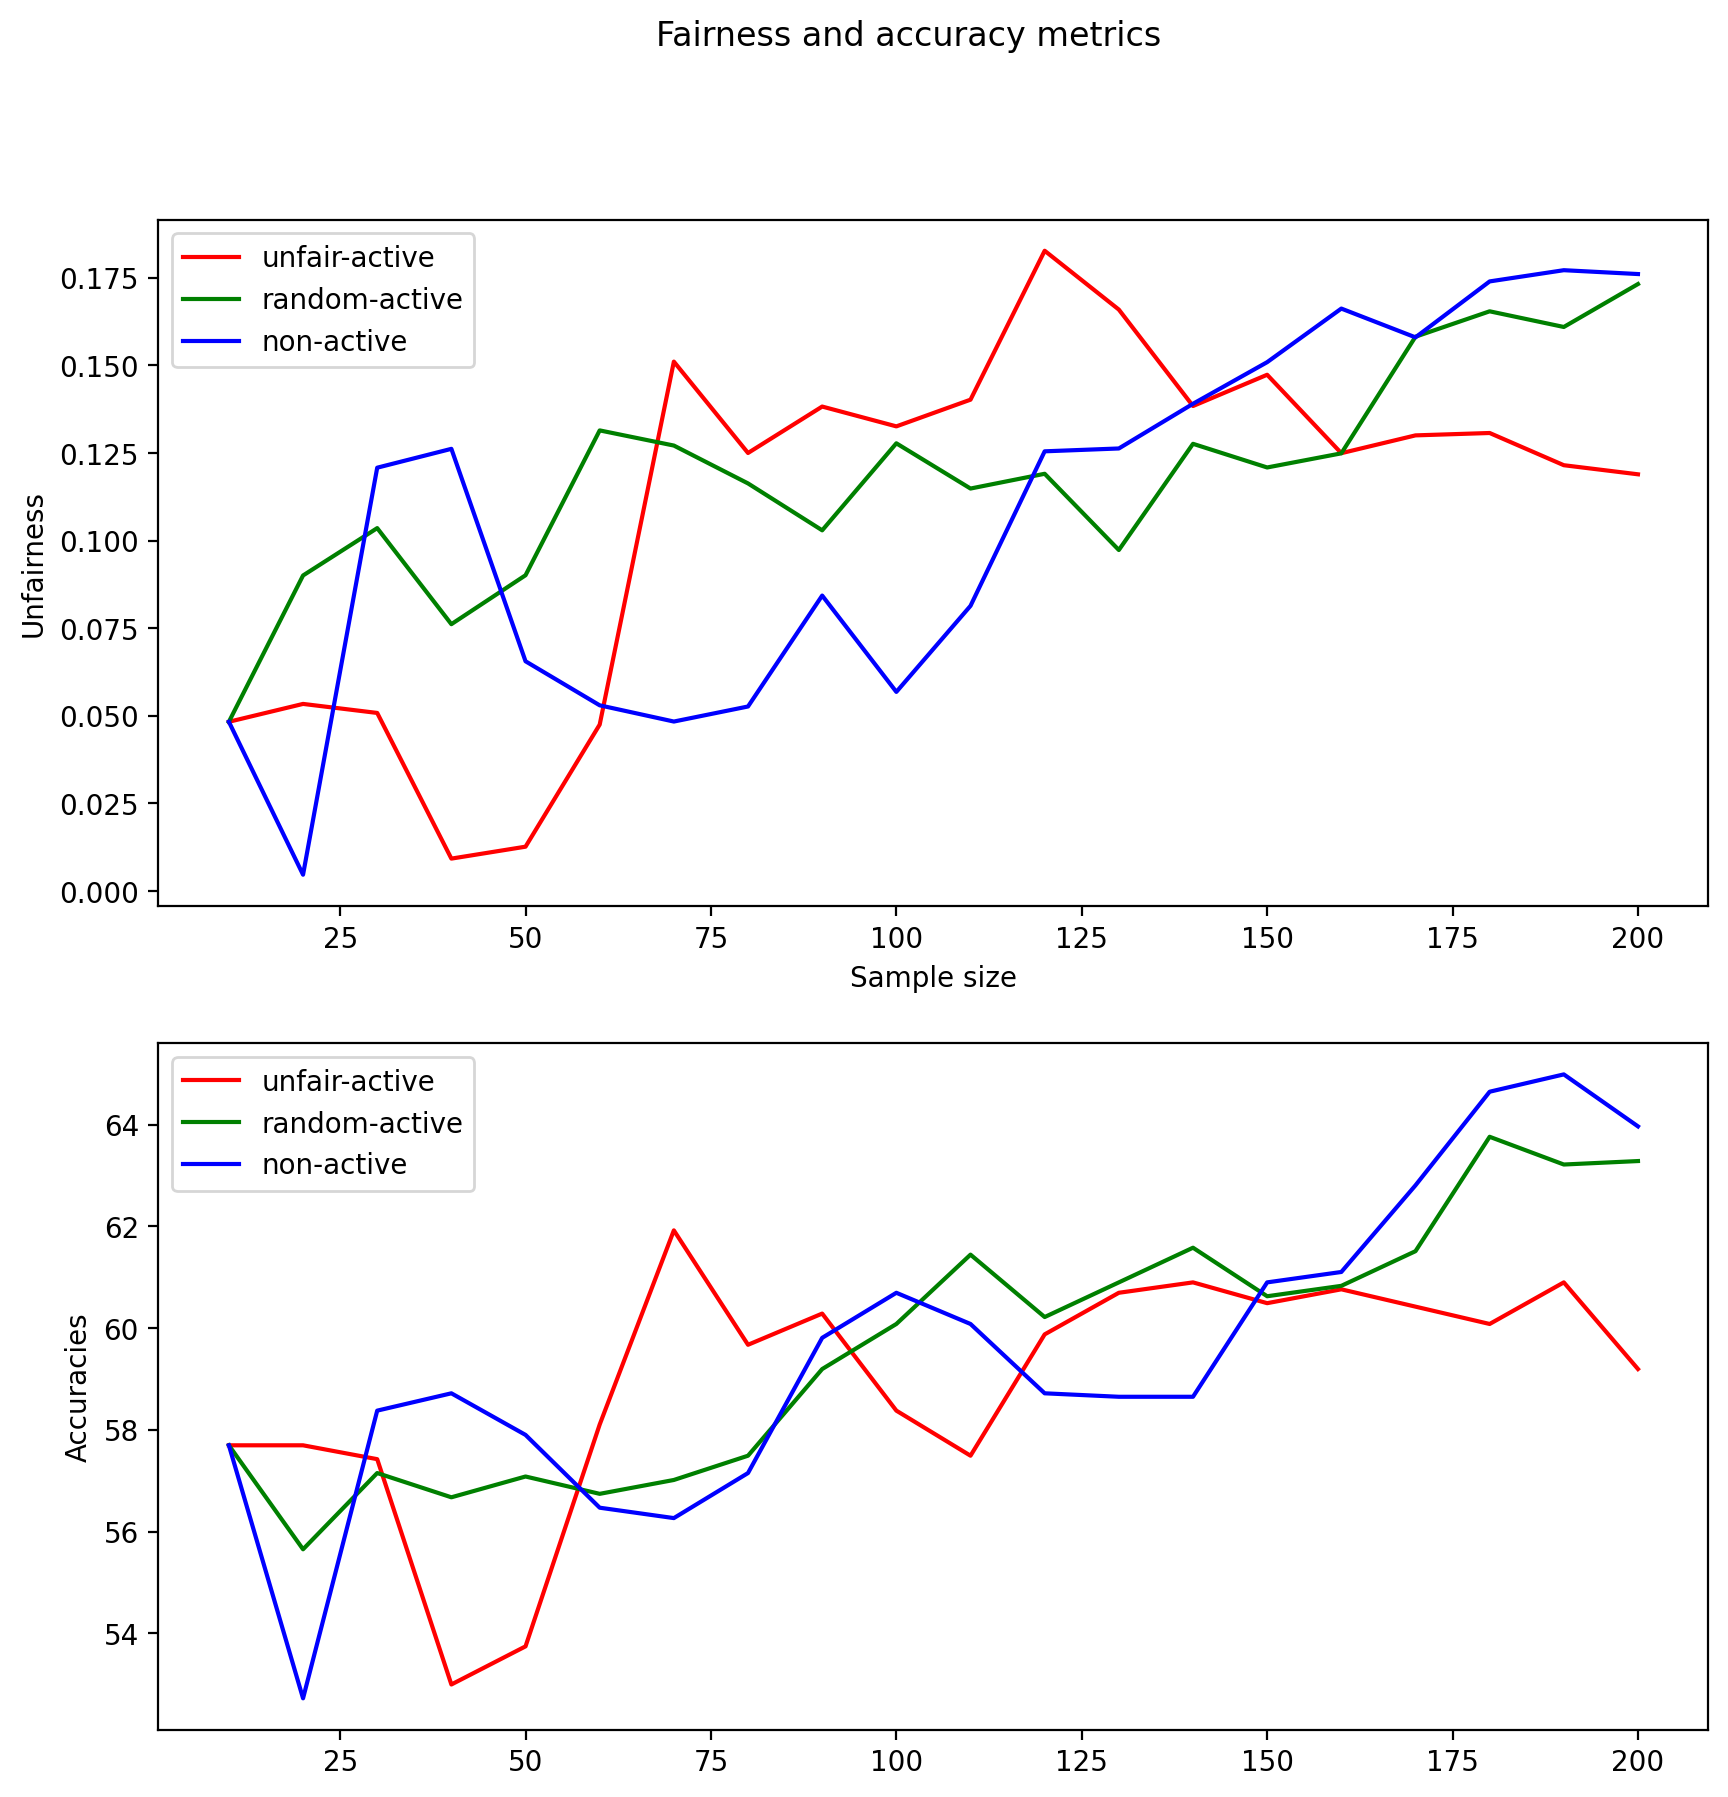 Fairness and accuracy metrics
unfair-active
random-active
non-active
0.175
0.150
0.125
0.100
0.075
0.050
0.025
0.000
Unfairness
25 50 75 100 125 150 175 200
Sample size
unfair-active
random-active
non-active
64
62
60
58
56
54
Accuracies
25 50 75 100 125 150 175 200